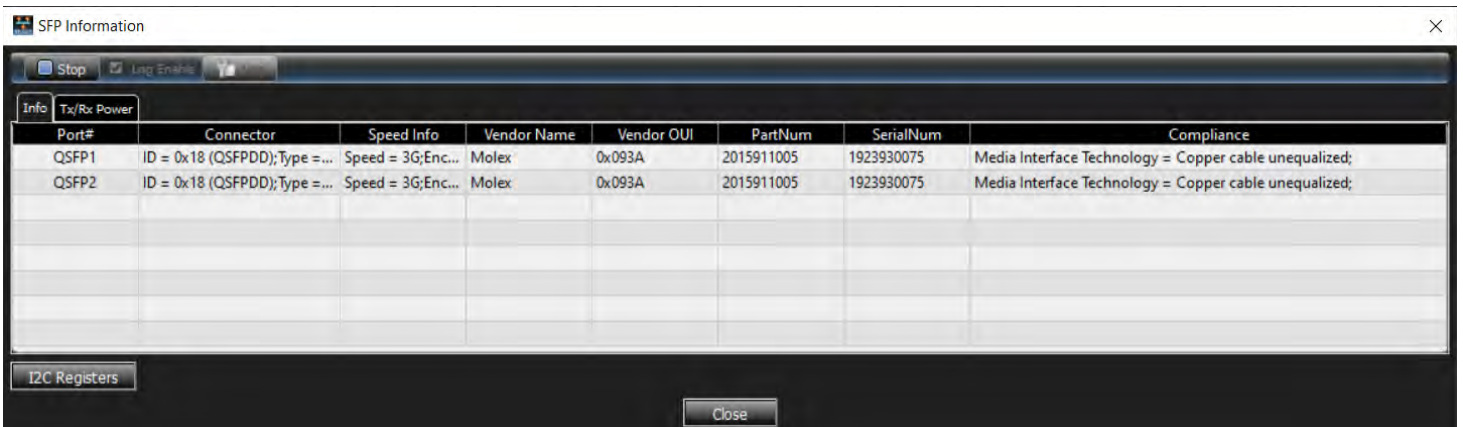 SFP Information
Stop Log Enable
Info Tx/Rx Power
Port# Connector Speed Info Vendor Name Vendor OUI PartNum SerialNum Compliance
QSFP1 ID = 0x18 (QSFPDD);Type =... Speed = 3G;Enc... Molex 0x093A 2015911005 1923930075 Media Interface Technology = Copper cable unequalized;
QSFP2 ID = 0x18 (QSFPDD);Type =... Speed = 3G;Enc... Molex 0x093A 2015911005 1923930075 Media Interface Technology = Copper cable unequalized;
I2C Registers
Close